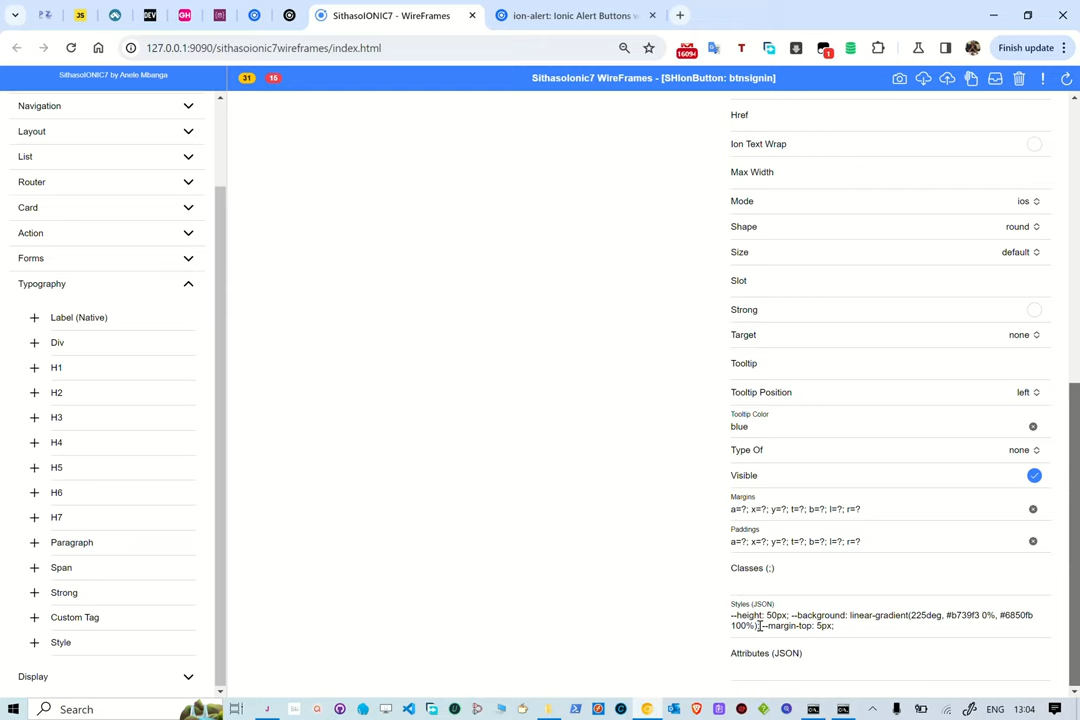 SithasoIONIC7 - WireFrames
ion-alert: Ionic Alert Buttons w
127.0.0.1:9090/sithasoionic7wireframes/index.html
16094
1
Finish update
SithasoIONIC7 by Anele Mbanga
31
15
SithasoIonic7 WireFrames - [SHIonButton: btnsignin]
Navigation
Layout
List
Router
Card
Action
Forms
Typography
Label (Native)
Div
H1
H2
H3
H4
H5
H6
H7
Paragraph
Span
Strong
Custom Tag
Style
Display
Href
Ion Text Wrap
Max Width
Mode ios
Shape round
Size default
Slot
Strong
Target none
Tooltip
Tooltip Position left
Tooltip Color
blue
Type Of none
Visible
Margins
a=?; x=?; y=?; t=?; b=?; l=?; r=?
Paddings
a=?; x=?; y=?; t=?; b=?; l=?; r=?
Classes (;)
Styles (JSON)
--height: 50px; --background: linear-gradient(225deg, #b739f3 0%, #6850fb
100%); --margin-top: 5px;
Attributes (JSON)
Search
ENG
13:04